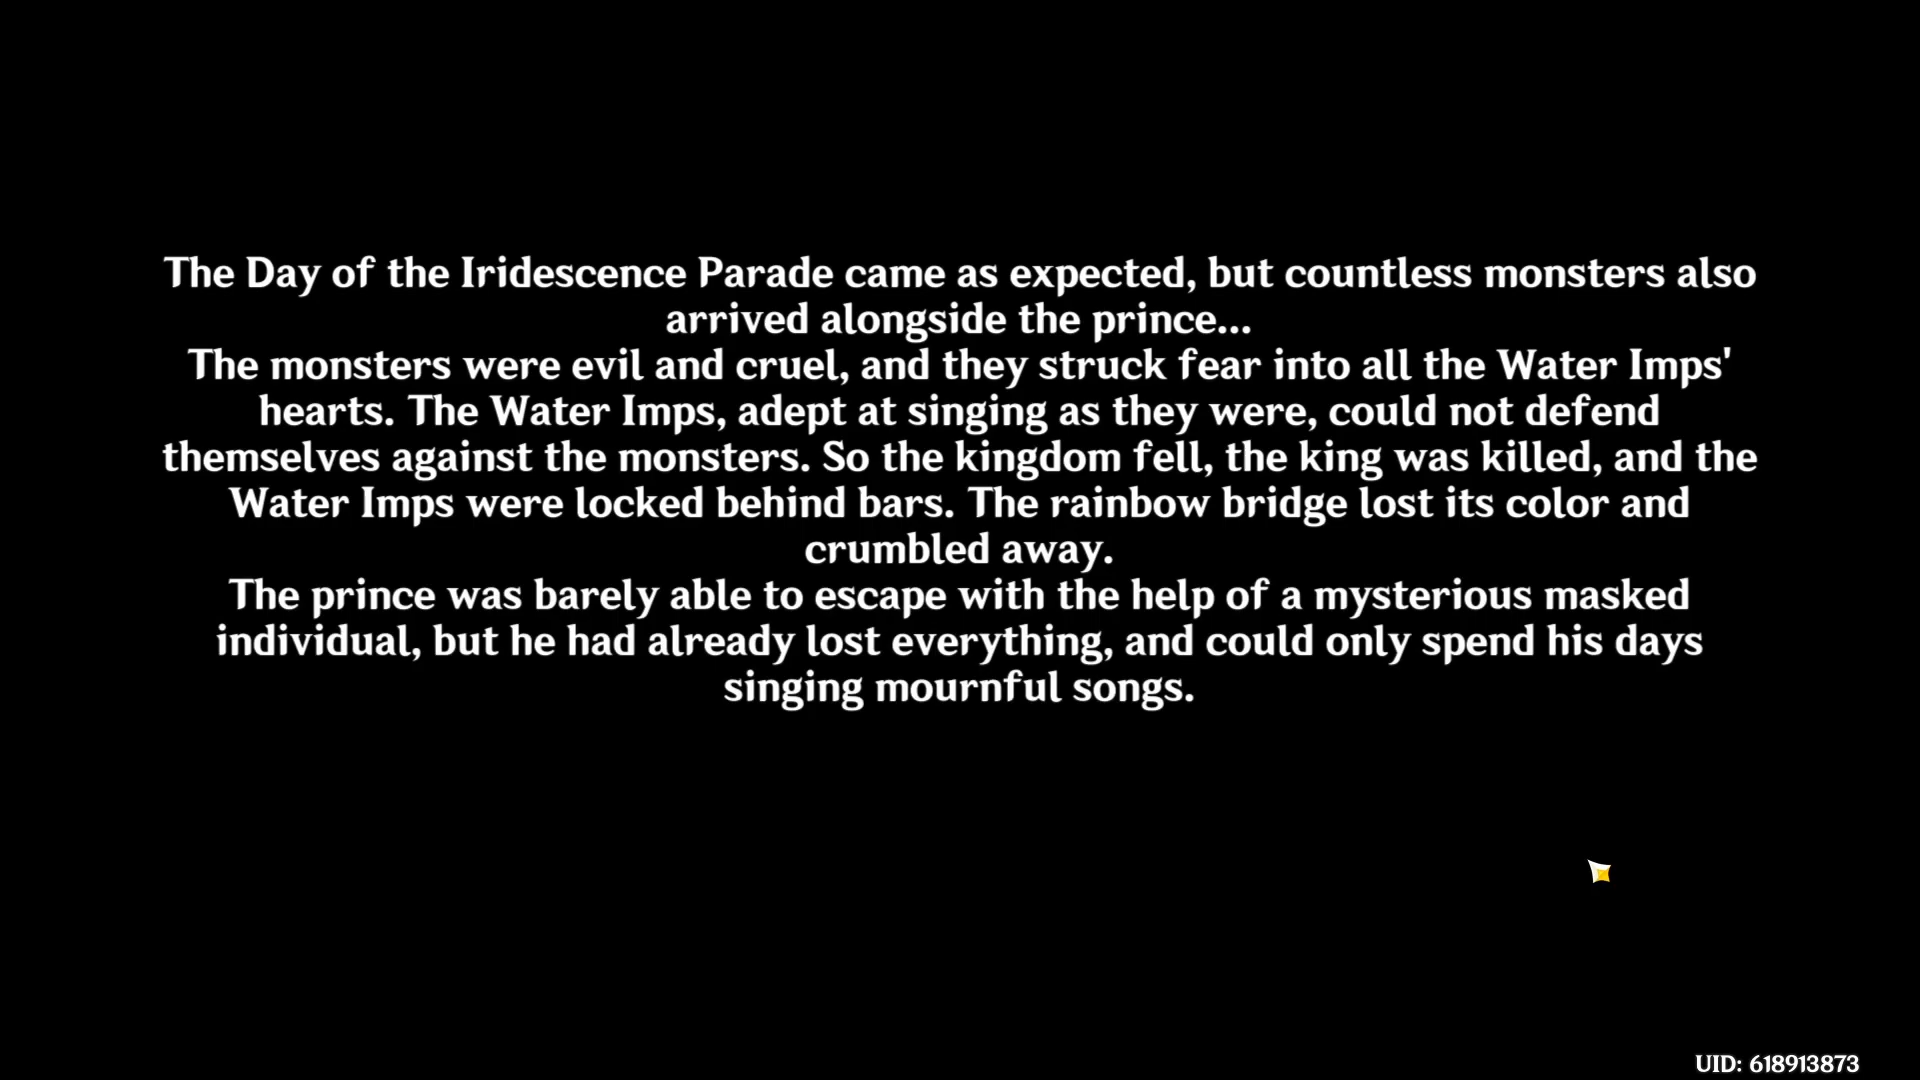 The Day of the Iridescence Parade came as expected, but countless monsters also
arrived alongside the prince...
The monsters were evil and cruel, and they struck fear into all the Water Imps'
hearts. The Water Imps, adept at singing as they were, could not defend
themselves against the monsters. So the kingdom fell, the king was killed, and the
Water Imps were locked behind bars. The rainbow bridge lost its color and
crumbled away.
The prince was barely able to escape with the help of a mysterious masked
individual, but he had already lost everything, and could only spend his days
singing mournful songs.
UID: 618913873